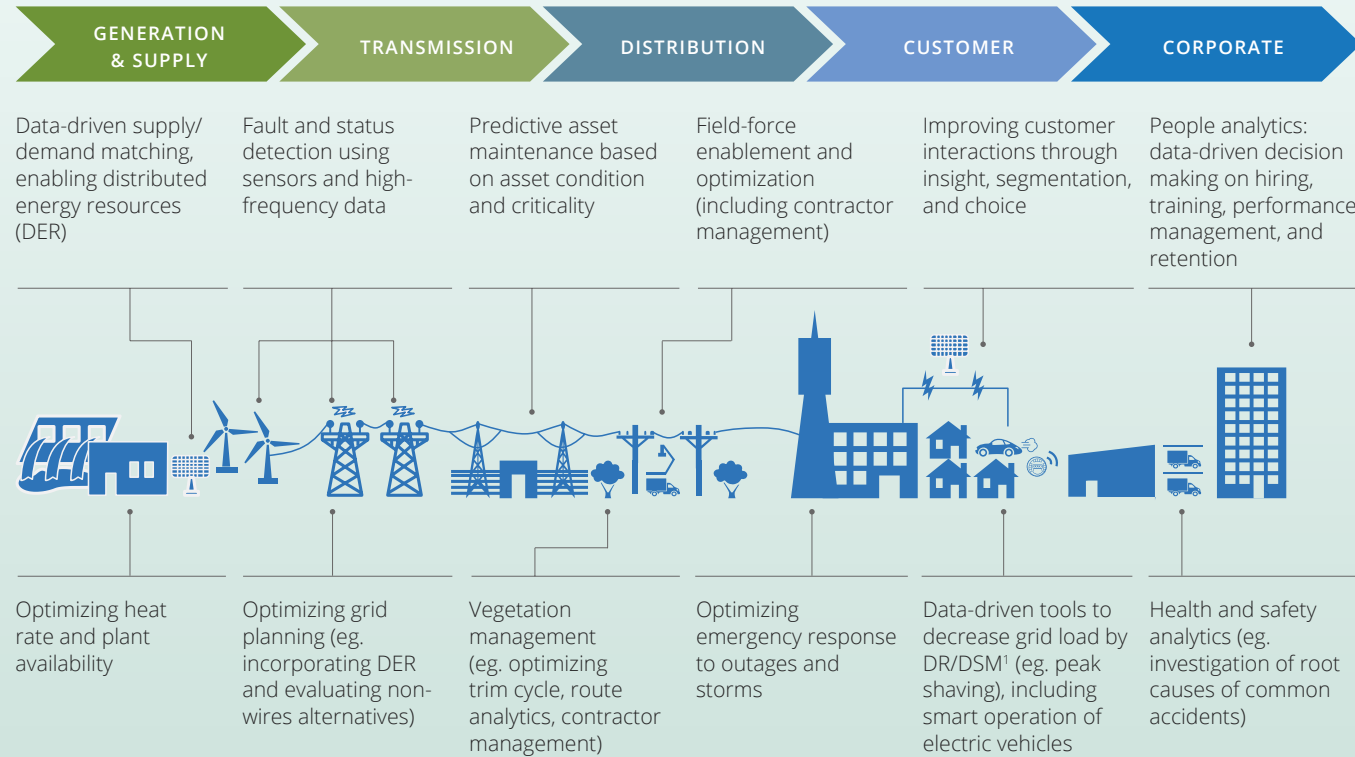 GENERATION
& SUPPLY
TRANSMISSION
DISTRIBUTION
CUSTOMER
CORPORATE
Data-driven supply/
demand matching,
enabling distributed
energy resources
(DER)
Fault and status
detection using
sensors and high-
frequency data
Predictive asset
maintenance based
on asset condition
and criticality
Field-force
enablement and
optimization
(including contractor
management)
Improving customer
interactions through
insight, segmentation,
and choice
People analytics:
data-driven decision
making on hiring,
training, performance
management, and
retention
Optimizing heat
rate and plant
availability
Optimizing grid
planning (eg.
incorporating DER
and evaluating non-
wires alternatives)
Vegetation
management
(eg. optimizing
trim cycle, route
analytics, contractor
management)
Optimizing
emergency response
to outages and
storms
Data-driven tools to
decrease grid load by
DR/DSM¹ (eg. peak
shaving), including
smart operation of
electric vehicles
Health and safety
analytics (eg.
investigation of root
causes of common
accidents)